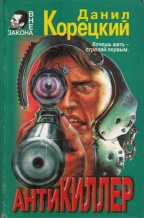 ВНЕ
ЗАКОНА
Данил
Корецкий
Хочешь жить –
стреляй первым.
АНТИКИЛЛЕР